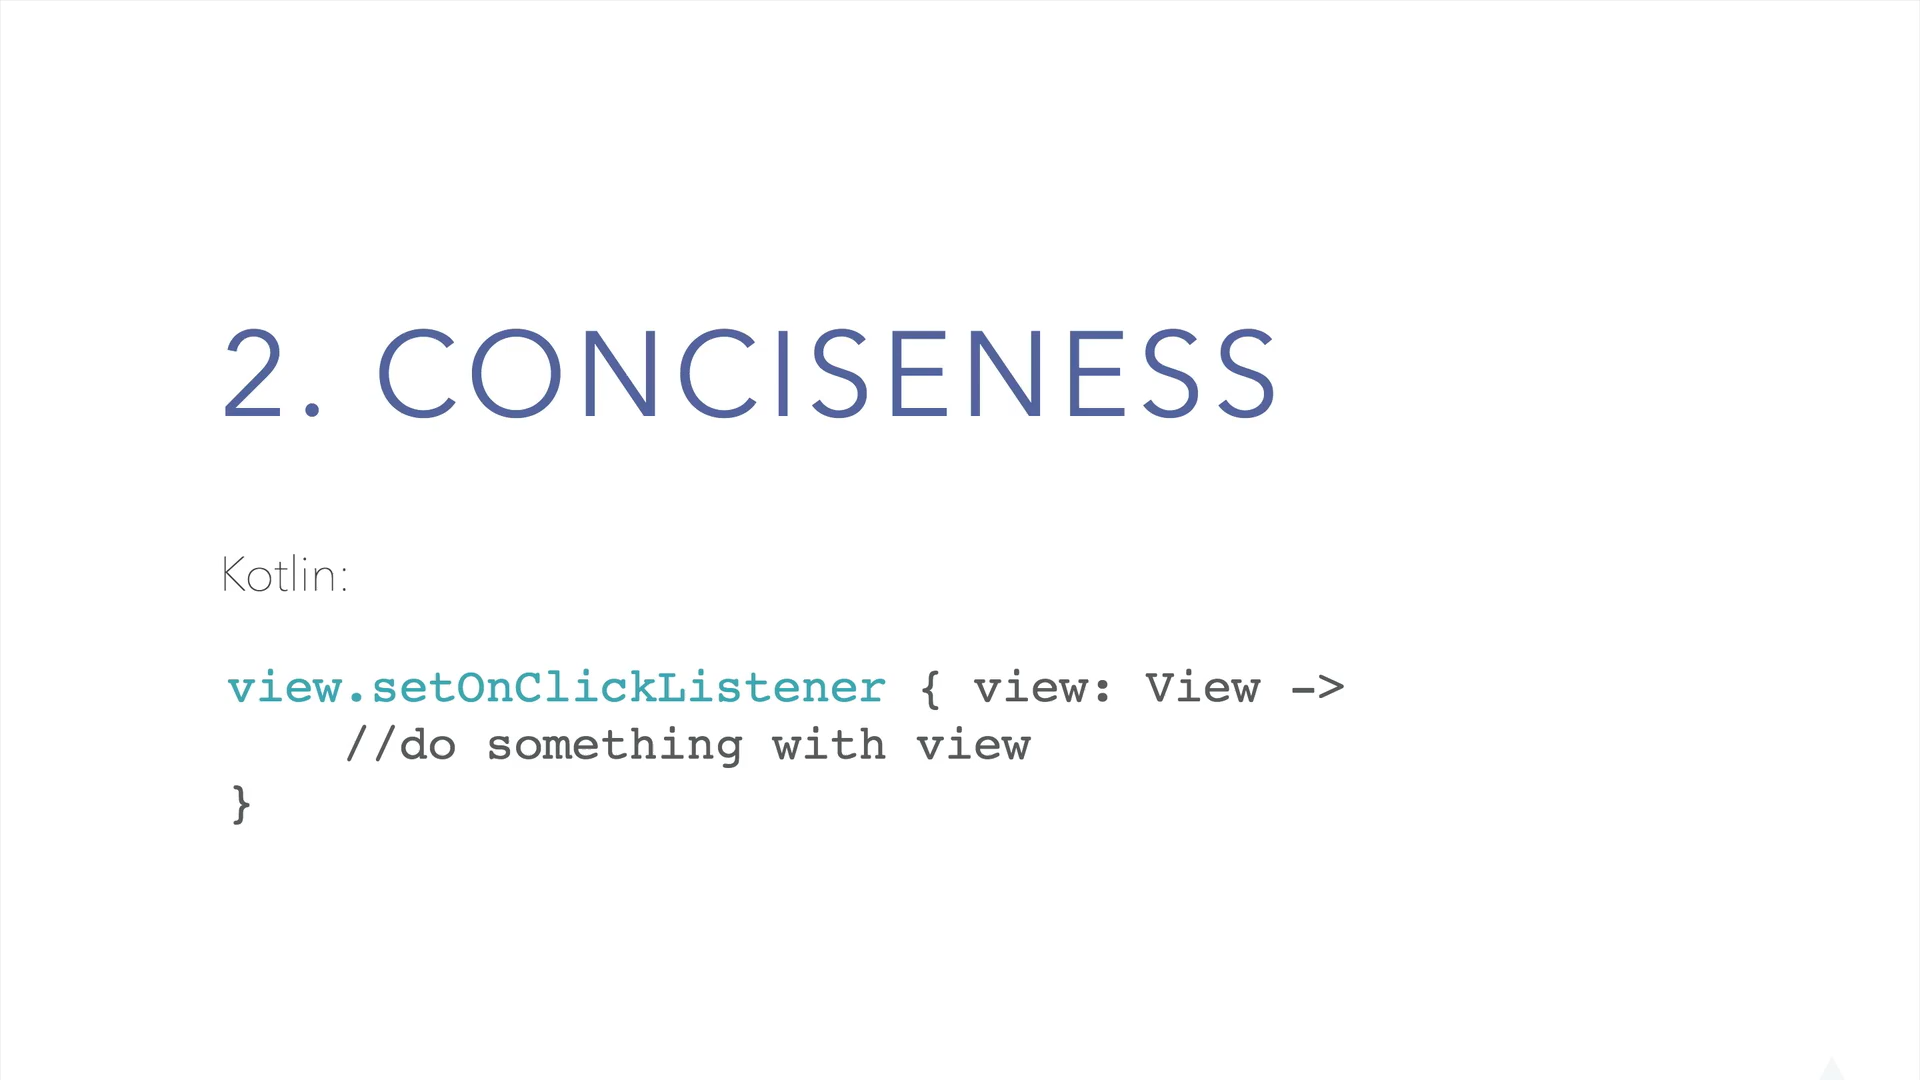 2. CONCISENESS
Kotlin:
view.setOnClickListener { view: View ->
//do something with view
}